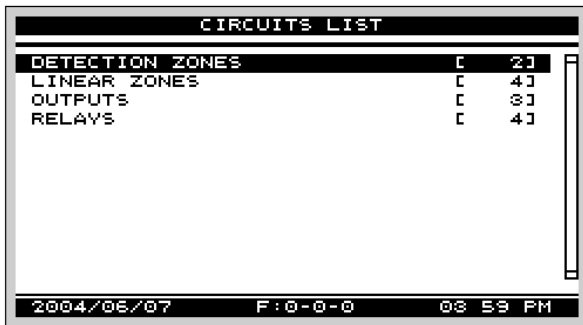 CIRCUITS LIST
DETECTION ZONES [ 2]
LINEAR ZONES [ 4]
OUTPUTS [ 3]
RELAYS [ 4]
2004/06/07 F:0-0-0 03 59 PM